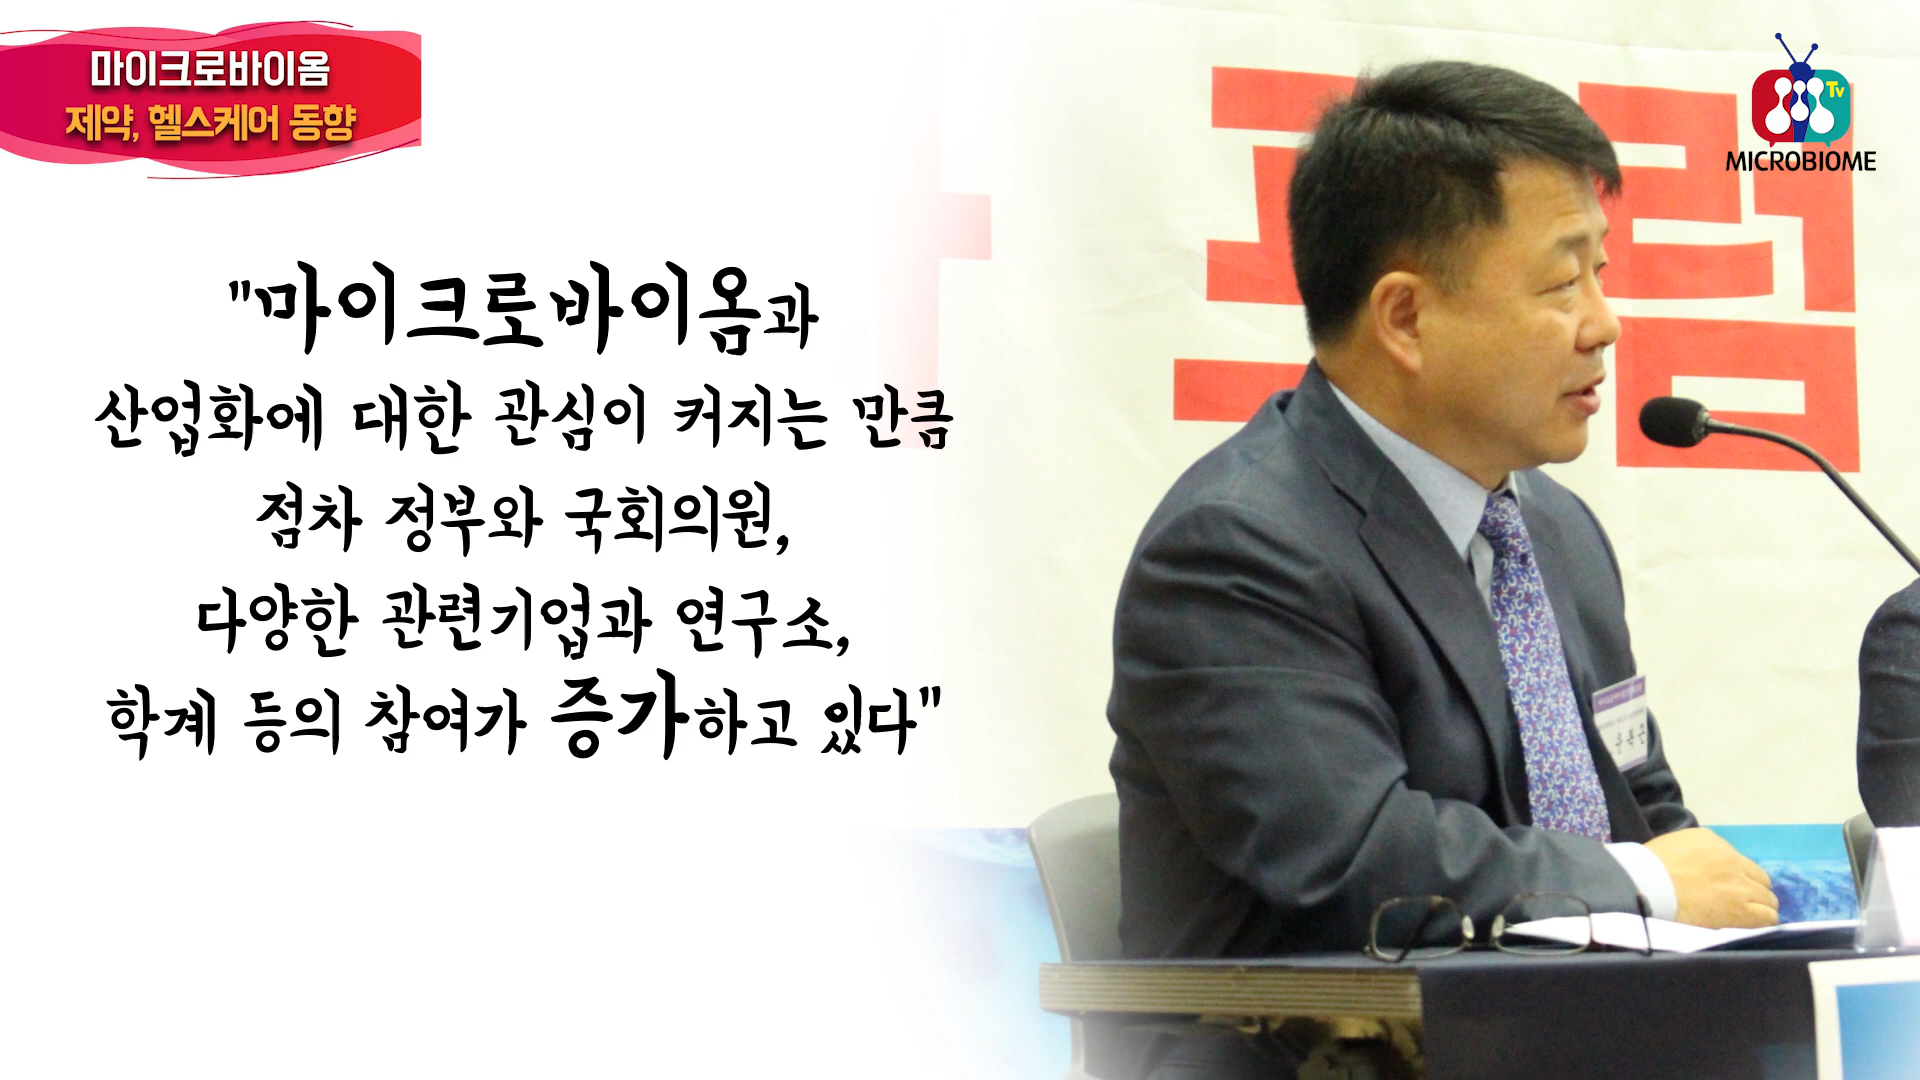 마이크로바이옴
제약, 헬스케어 동향
Tv
MICROBIOME
"마이크로바이옴과
산업화에 대한 관심이 커지는 만큼
점차 정부와 국회의원,
다양한 관련기업과 연구소,
학계 등의 참여가 증가하고 있다"